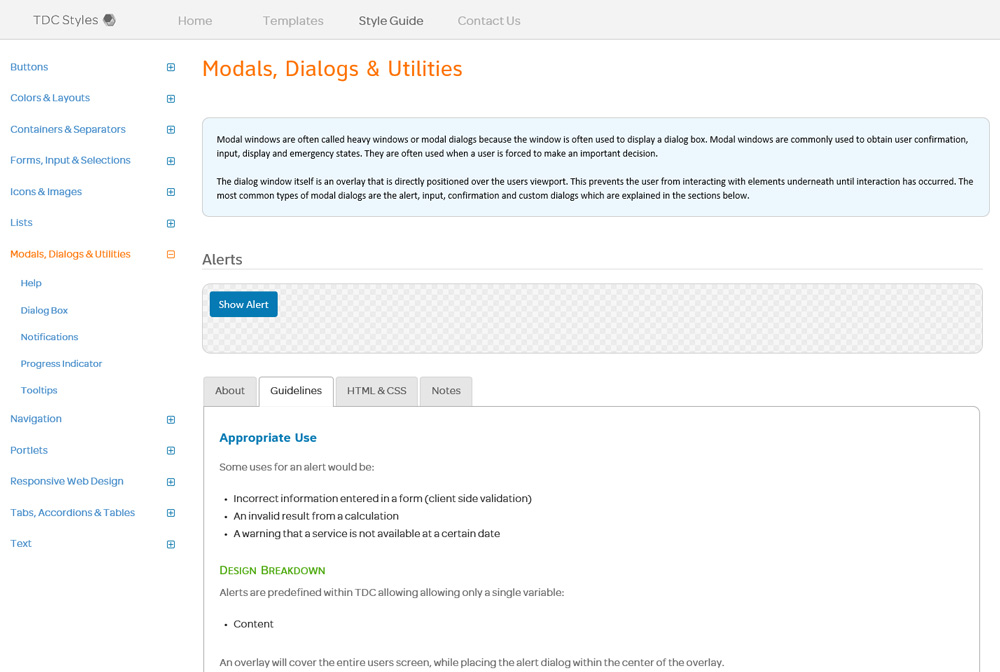 TDC Styles
Home
Templates
Style Guide
Contact Us
Buttons
Colors & Layouts
Containers & Separators
Forms, Input & Selections
Icons & Images
Lists
Modals, Dialogs & Utilities
Help
Dialog Box
Notifications
Progress Indicator
Tooltips
Navigation
Portlets
Responsive Web Design
Tabs, Accordions & Tables
Text
Modals, Dialogs & Utilities
Modal windows are often called heavy windows or modal dialogs because the window is often used to display a dialog box. Modal windows are commonly used to obtain user confirmation,
input, display and emergency states. They are often used when a user is forced to make an important decision.
The dialog window itself is an overlay that is directly positioned over the users viewport. This prevents the user from interacting with elements underneath until interaction has occurred. The
most common types of modal dialogs are the alert, input, confirmation and custom dialogs which are explained in the sections below.
Alerts
Show Alert
About
Guidelines
HTML & CSS
Notes
Appropriate Use
Some uses for an alert would be:
• Incorrect information entered in a form (client side validation)
• An invalid result from a calculation
• A warning that a service is not available at a certain date
Design Breakdown
Alerts are predefined within TDC allowing allowing only a single variable:
• Content
An overlay will cover the entire users screen, while placing the alert dialog within the center of the overlay.